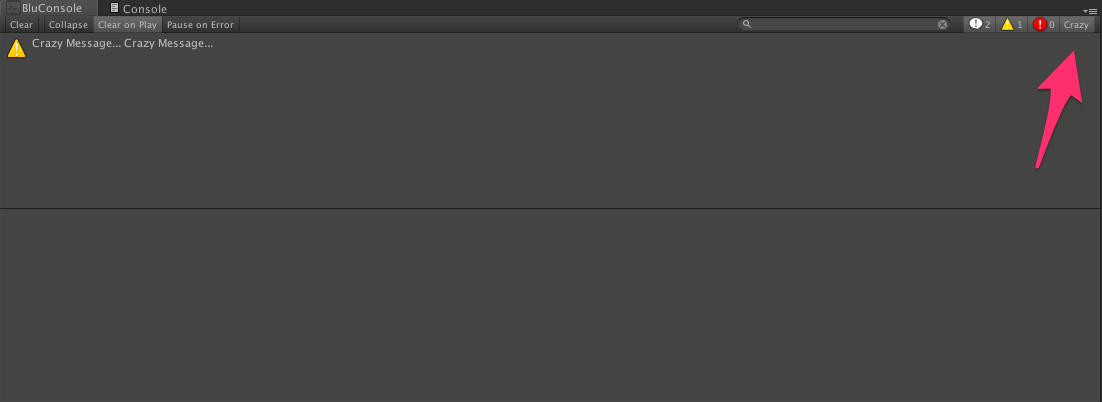 BluConsole Console
Clear Collapse Clear on Play Pause on Error 2 1 0 Crazy
Crazy Message... Crazy Message...